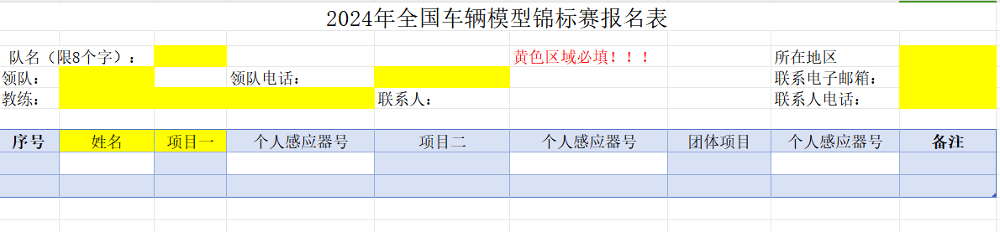 2024年全国车辆模型锦标赛报名表
队名（限8个字）： 黄色区域必填！！！ 所在地区
领队： 领队电话： 联系电子邮箱：
教练： 联系人： 联系人电话：
序号 姓名 项目一 个人感应器号 项目二 个人感应器号 团体项目 个人感应器号 备注